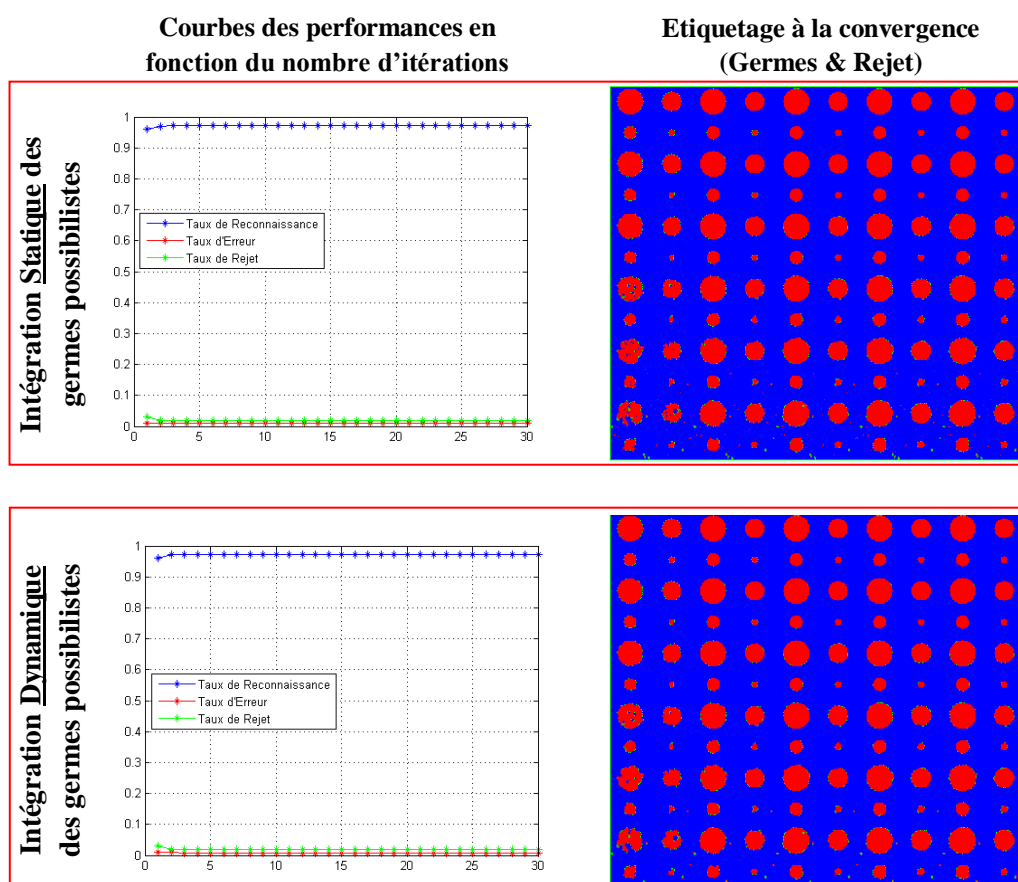 Courbes des performances en
fonction du nombre d'itérations
Etiquetage à la convergence
(Germes & Rejet)
Intégration Statique des
germes possibilistes
1
0.9
0.8
0.7
0.6
0.5
0.4
0.3
0.2
0.1
0
Taux de Reconnaissance
Taux d'Erreur
Taux de Rejet
0 5 10 15 20 25 30
Intégration Dynamique
des germes possibilistes
1
0.9
0.8
0.7
0.6
0.5
0.4
0.3
0.2
0.1
0
Taux de Reconnaissance
Taux d'Erreur
Taux de Rejet
0 5 10 15 20 25 30